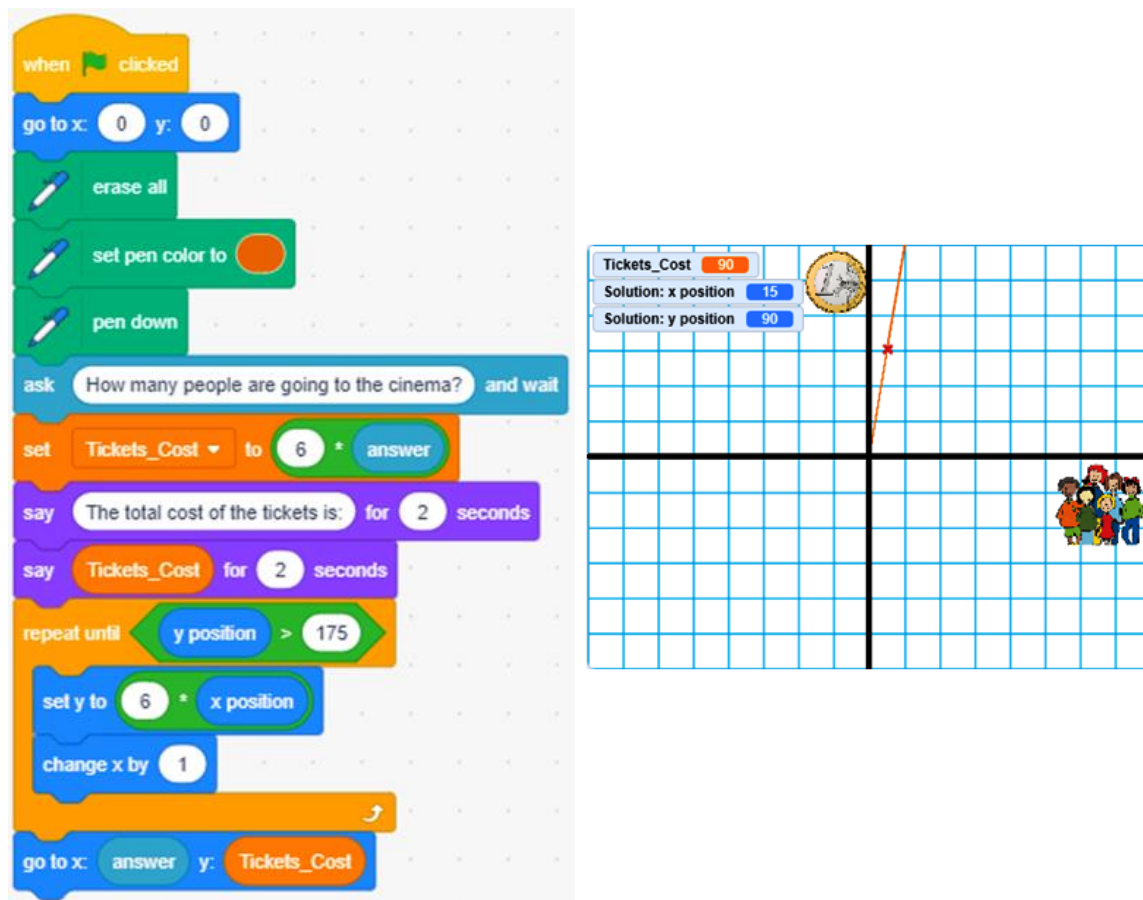 when clicked
go to x: 0 y: 0
erase all
set pen color to
pen down
ask How many people are going to the cinema? and wait
set Tickets_Cost to 6 * answer
say The total cost of the tickets is: for 2 seconds
say Tickets_Cost for 2 seconds
repeat until y position > 175
set y to 6 * x position
change x by 1
go to x: answer y: Tickets_Cost
Tickets_Cost 90
Solution: x position 15
Solution: y position 90
1